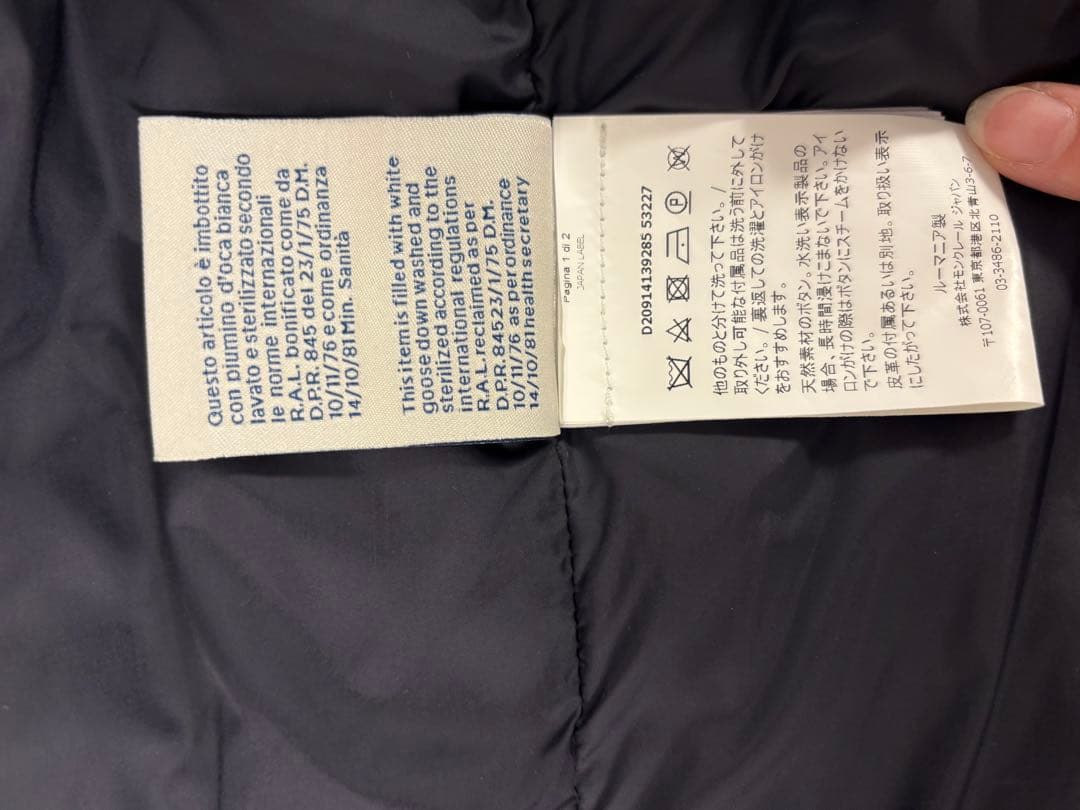 Questo articolo è imbottito
con piumino d'oca bianca
lavato e sterilizzato secondo
le norme internazionali
R.A.L. bonificato come da
D.P.R. 845 del 23/1/75 D.M.
10/11/76 e come ordinanza
14/10/81 Min. Sanità
This item is filled with white
goose down washed and
sterilized according to the
international regulations
R.A.L. reclaimed as per
D.P.R. 84523/1/75 D.M.
10/11/76 as per ordinance
14/10/81 health secretary
Pagina 1 di 2
JAPAN LABEL
D20914139285 53227
P
他のものと分けて洗って下さい。/
取り外し可能な付属品は洗う前に外して
ください。/ 裏返しての洗濯とアイロンがけ
をおすすめします。
天然素材のボタン。水洗い表示製品の
場合、長時間浸けこまないで下さい。アイ
ロンがけの際はボタンにスチームをかけない
で下さい。
皮革の付属あるいは別地。取り扱い表示
にしたがって下さい。
ルーマニア製
株式会社モンクレール ジャパン
〒107-0061 東京都港区北青山3-6-7
03-3486-2110